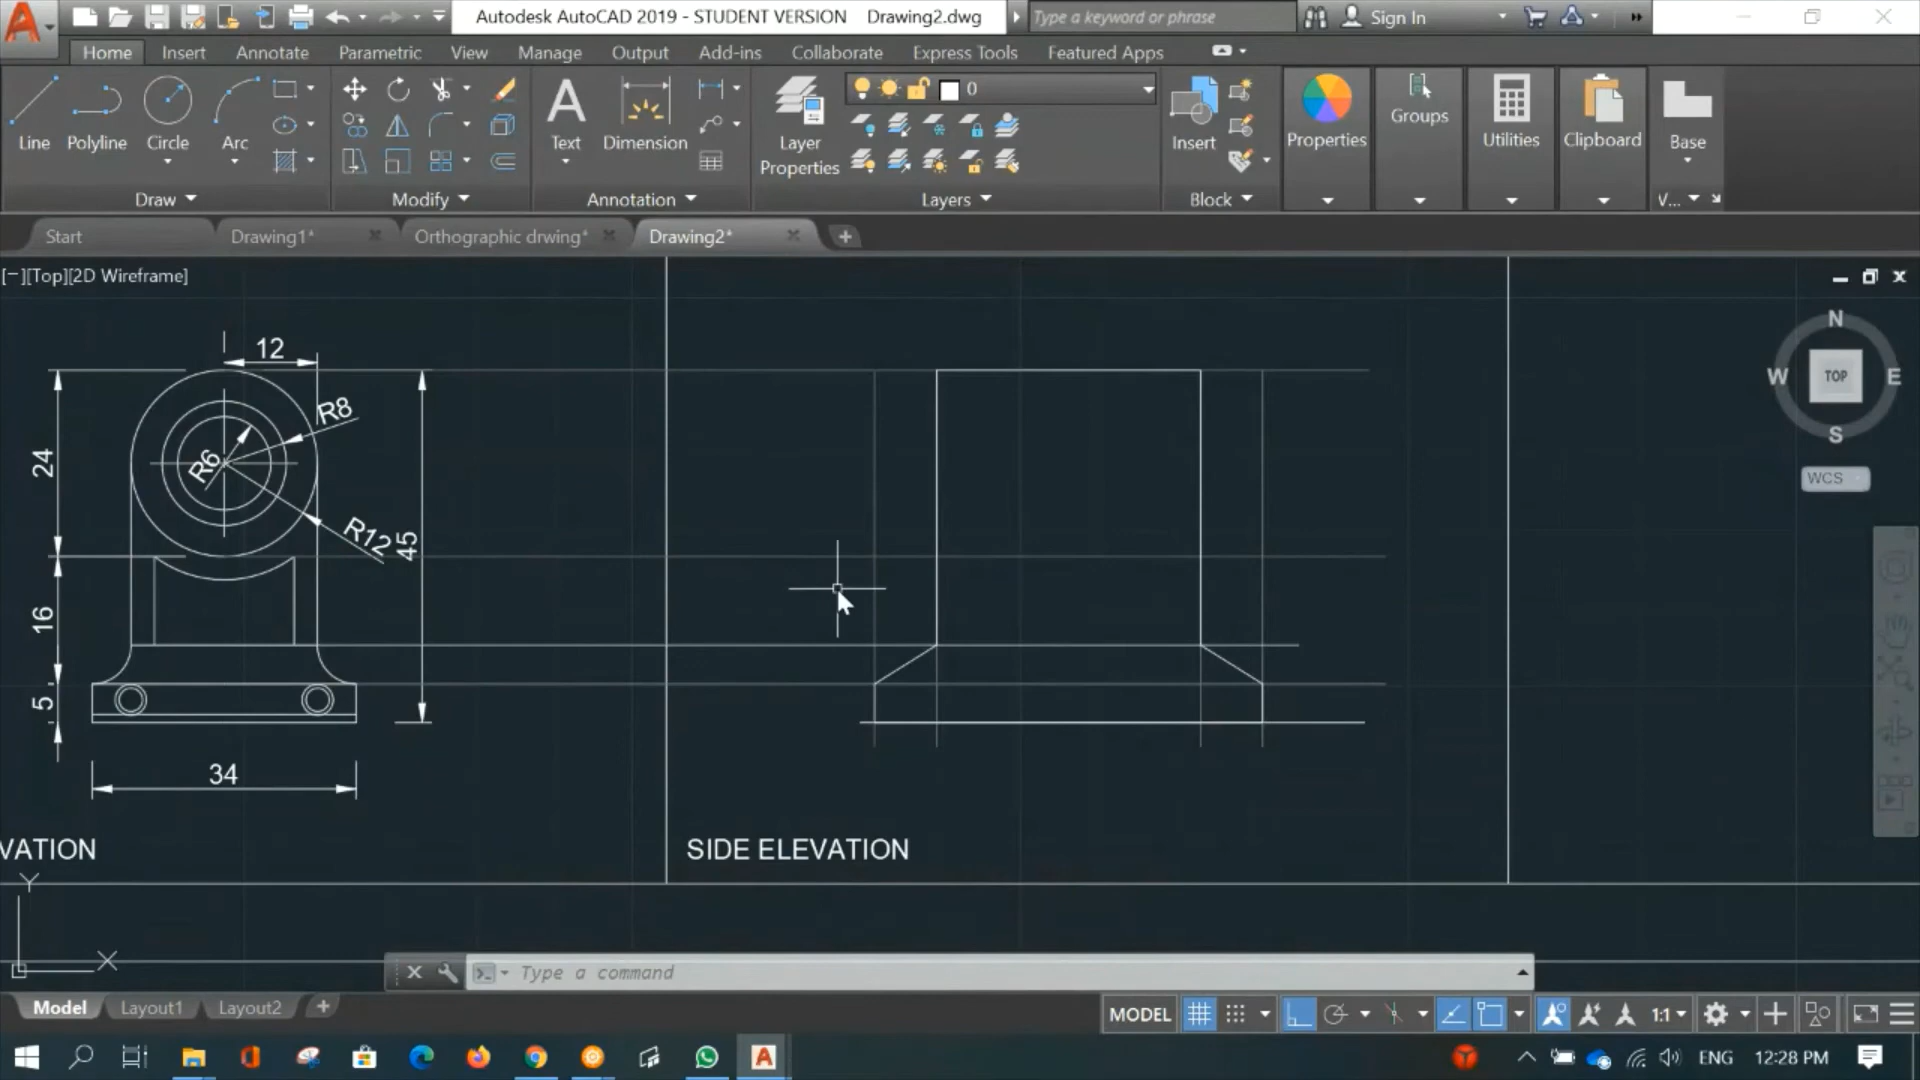 Autodesk AutoCAD 2019 - STUDENT VERSION Drawing2.dwg
Type a keyword or phrase
Sign In
Home Insert Annotate Parametric View Manage Output Add-ins Collaborate Express Tools Featured Apps
0
Line Polyline Circle Arc
Text Dimension
Layer
Properties
Insert
Properties
Groups
Utilities
Clipboard
Base
Draw Modify Annotation Layers Block V...
Start Drawing1* Orthographic drwing* Drawing2*
[−][Top][2D Wireframe]
N
W TOP E
S
WCS
12
R8
24
R6
R12
45
16
5
34
VATION
SIDE ELEVATION
Y
X
Type a command
Model Layout1 Layout2
MODEL 1:1
ENG 12:28 PM